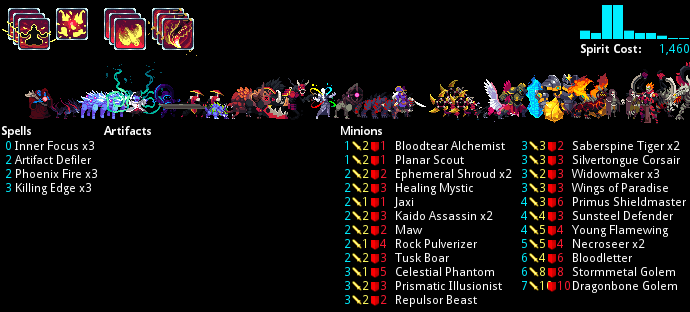 Spirit Cost: 1,460
Spells Artifacts Minions
0 Inner Focus x3
2 Artifact Defiler
2 Phoenix Fire x3
3 Killing Edge x3
1 2 1 Bloodtear Alchemist
1 2 1 Planar Scout
2 2 2 Ephemeral Shroud x2
2 2 3 Healing Mystic
2 1 1 Jaxi
2 2 3 Kaido Assassin x2
2 2 2 Maw
2 1 4 Rock Pulverizer
2 2 3 Tusk Boar
3 1 5 Celestial Phantom
3 2 3 Prismatic Illusionist
3 2 2 Repulsor Beast
3 3 2 Saberspine Tiger x2
3 3 3 Silvertongue Corsair
3 2 3 Widowmaker x3
3 3 3 Wings of Paradise
4 3 6 Primus Shieldmaster
4 4 3 Sunsteel Defender
4 5 4 Young Flamewing
4 5 4 Necroseer x2
6 4 6 Bloodletter
6 8 8 Stormmetal Golem
7 10 10 Dragonbone Golem